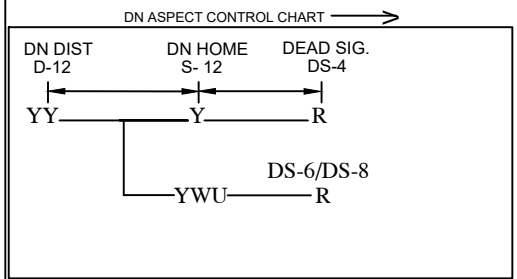 DN ASPECT CONTROL CHART
DN DIST DN HOME DEAD SIG.
D-12 S- 12 DS-4
YY Y R
DS-6/DS-8
YWU R